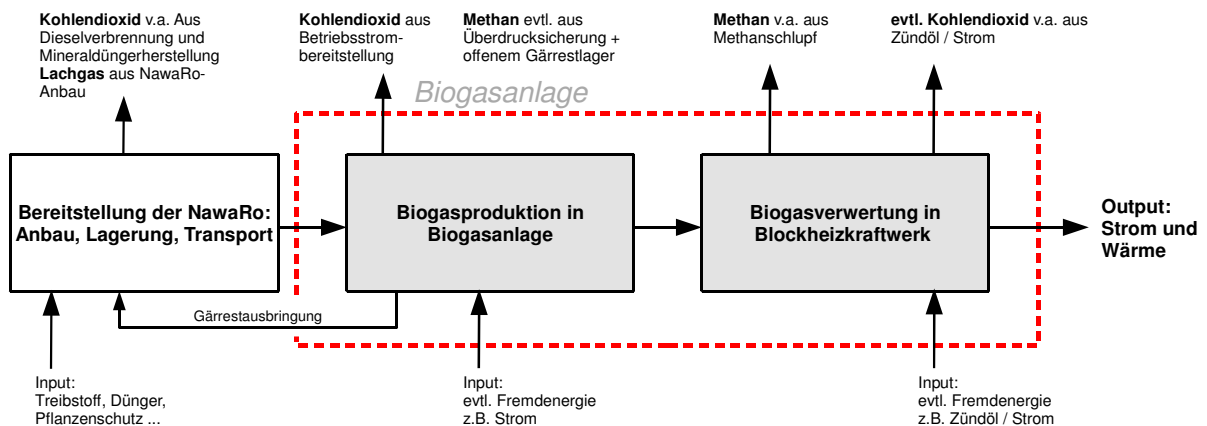 Kohlendioxid v.a. Aus
Dieselverbrennung und
Mineraldüngerherstellung
Lachgas aus NawaRo-
Anbau
Kohlendioxid aus
Betriebsstrom-
bereitstellung
Methan evtl. aus
Überdrucksicherung +
offenem Gärrestlager
Methan v.a. aus
Methanschlupf
evtl. Kohlendioxid v.a. aus
Zündöl / Strom
Biogasanlage
Bereitstellung der NawaRo:
Anbau, Lagerung, Transport
Biogasproduktion in
Biogasanlage
Biogasverwertung in
Blockheizkraftwerk
Output:
Strom und
Wärme
Gärrestausbringung
Input:
Treibstoff, Dünger,
Pflanzenschutz ...
Input:
evtl. Fremdenergie
z.B. Strom
Input:
evtl. Fremdenergie
z.B. Zündöl / Strom